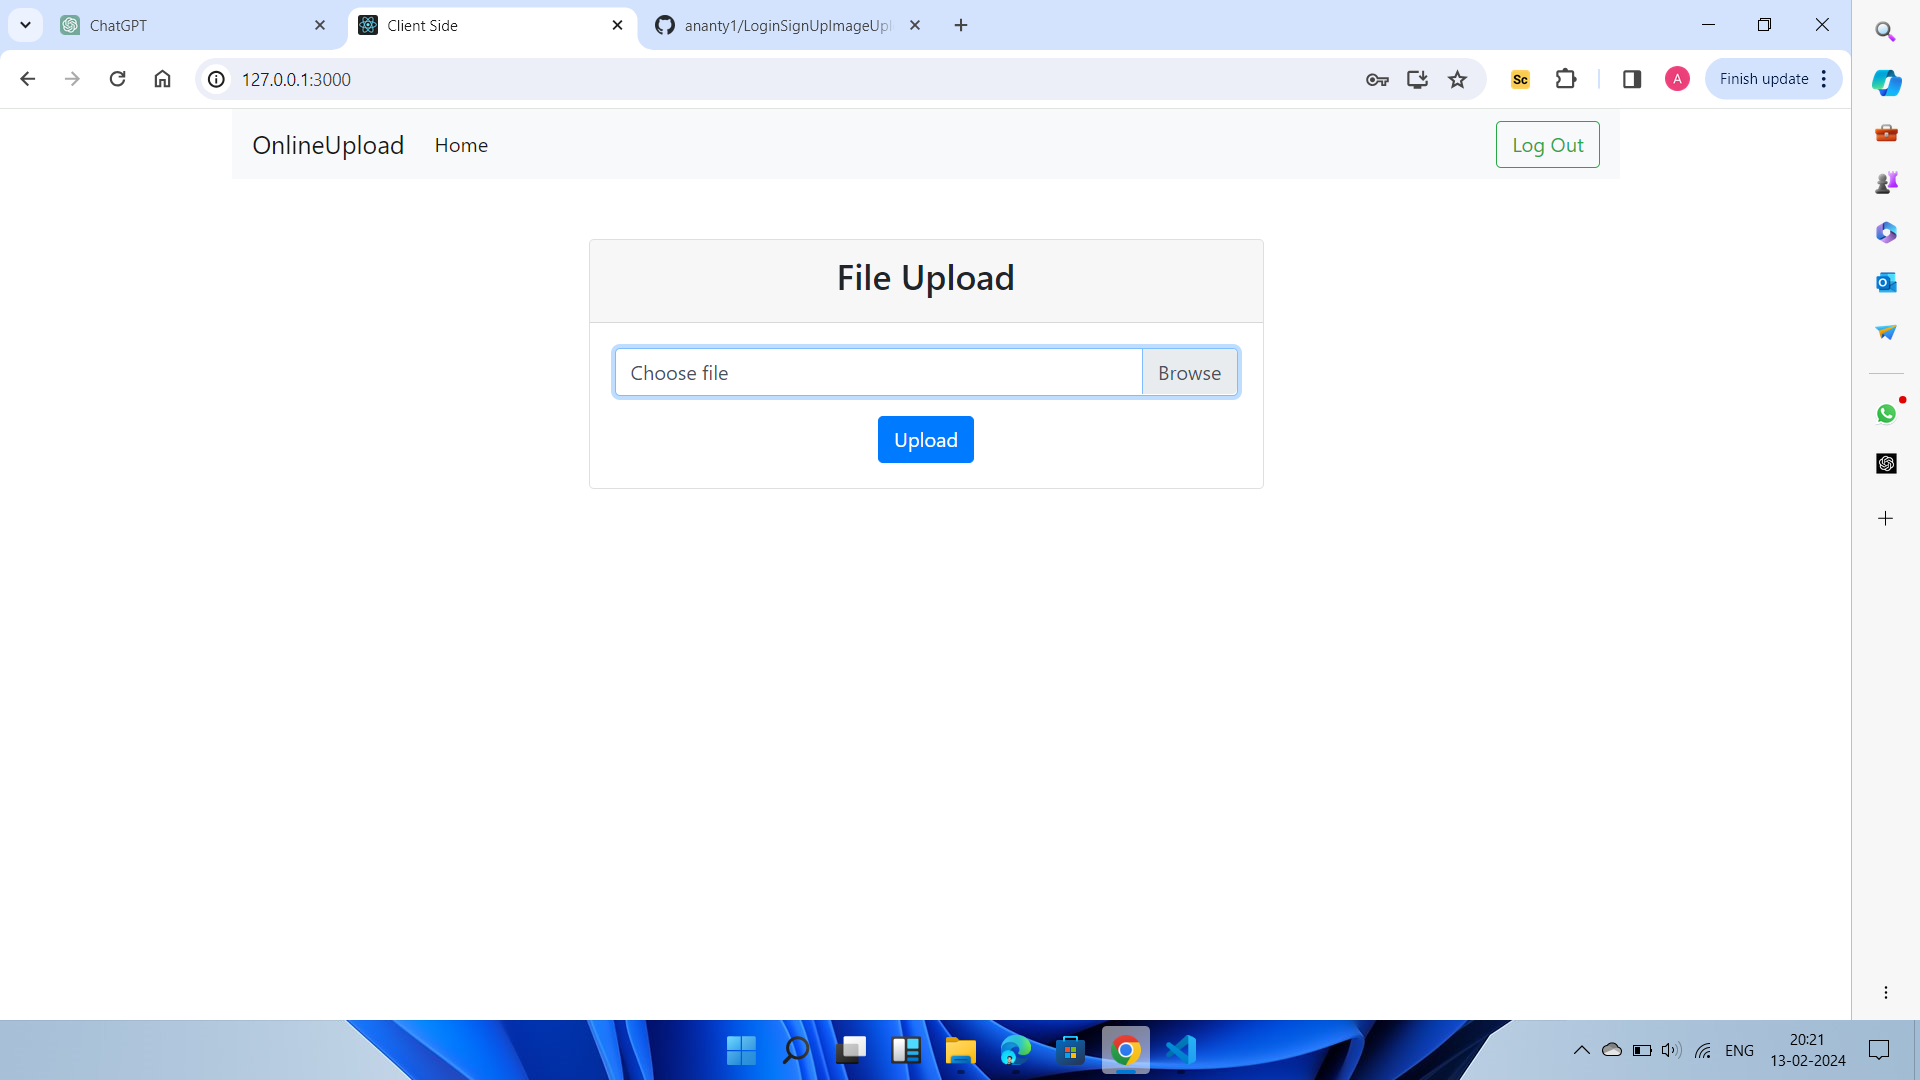 ChatGPT
Client Side
ananty1/LoginSignUpImageUpl
127.0.0.1:3000
Sc
A
Finish update
OnlineUpload
Home
Log Out
File Upload
Choose file
Browse
Upload
ENG
20:21
13-02-2024